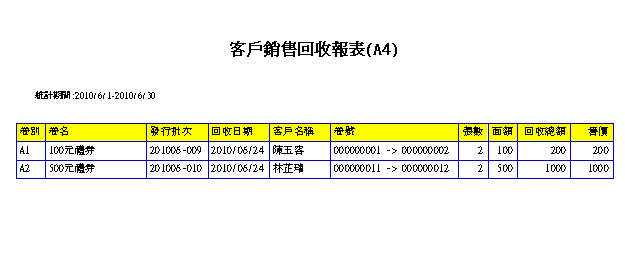 客戶銷售回收報表(A4)
統計期間:2010/6/1-2010/6/30
券別 券名 發行批次 回收日期 客戶名稱 券號 張數 面額 回收總額 售價
A1 100元禮券 201006-009 2010/06/24 陳玉容 000000001 -> 000000002 2 100 200 200
A2 500元禮券 201006-010 2010/06/24 林芷瑄 000000011 -> 000000012 2 500 1000 1000